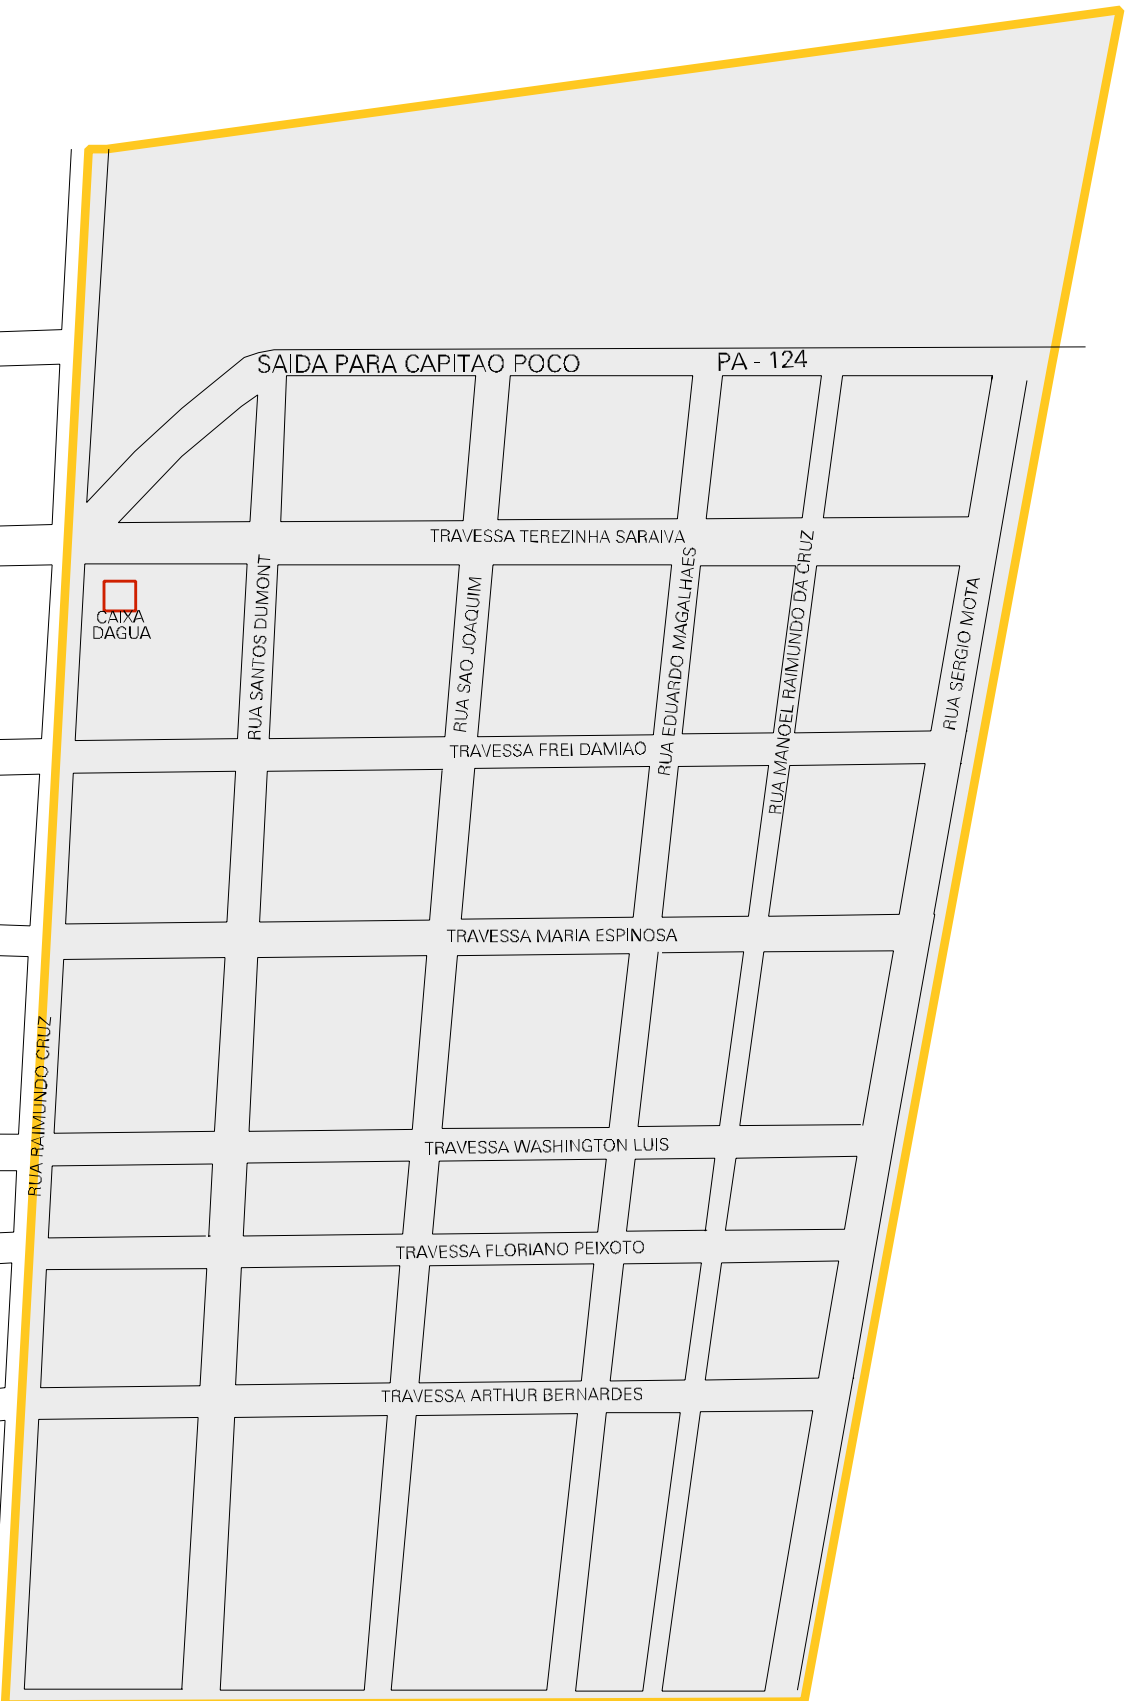 SAIDA PARA CAPITAO POCO
PA - 124
TRAVESSA TEREZINHA SARAIVA
CAIXA
DAGUA
RUA SANTOS DUMONT
RUA SAO JOAQUIM
RUA EDUARDO MAGALHAES
RUA MANOEL RAIMUNDO DA CRUZ
RUA SERGIO MOTA
TRAVESSA FREI DAMIAO
TRAVESSA MARIA ESPINOSA
RUA RAIMUNDO CRUZ
TRAVESSA WASHINGTON LUIS
TRAVESSA FLORIANO PEIXOTO
TRAVESSA ARTHUR BERNARDES